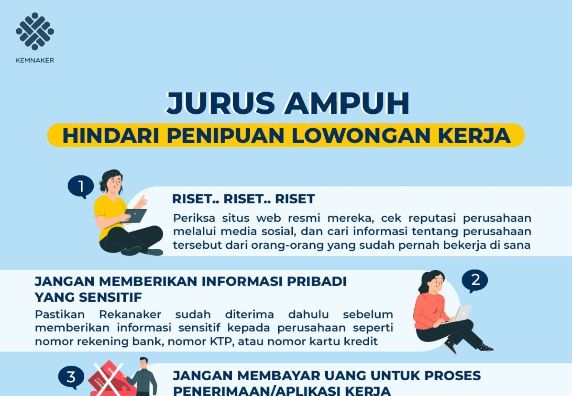 KEMNAKER
JURUS AMPUH
HINDARI PENIPUAN LOWONGAN KERJA
1
RISET.. RISET.. RISET
Periksa situs web resmi mereka, cek reputasi perusahaan
melalui media sosial, dan cari informasi tentang perusahaan
tersebut dari orang-orang yang sudah pernah bekerja di sana
2
JANGAN MEMBERIKAN INFORMASI PRIBADI
YANG SENSITIF
Pastikan Rekanaker sudah diterima dahulu sebelum
memberikan informasi sensitif kepada perusahaan seperti
nomor rekening bank, nomor KTP, atau nomor kartu kredit
3
JANGAN MEMBAYAR UANG UNTUK PROSES
PENERIMAAN/APLIKASI KERJA